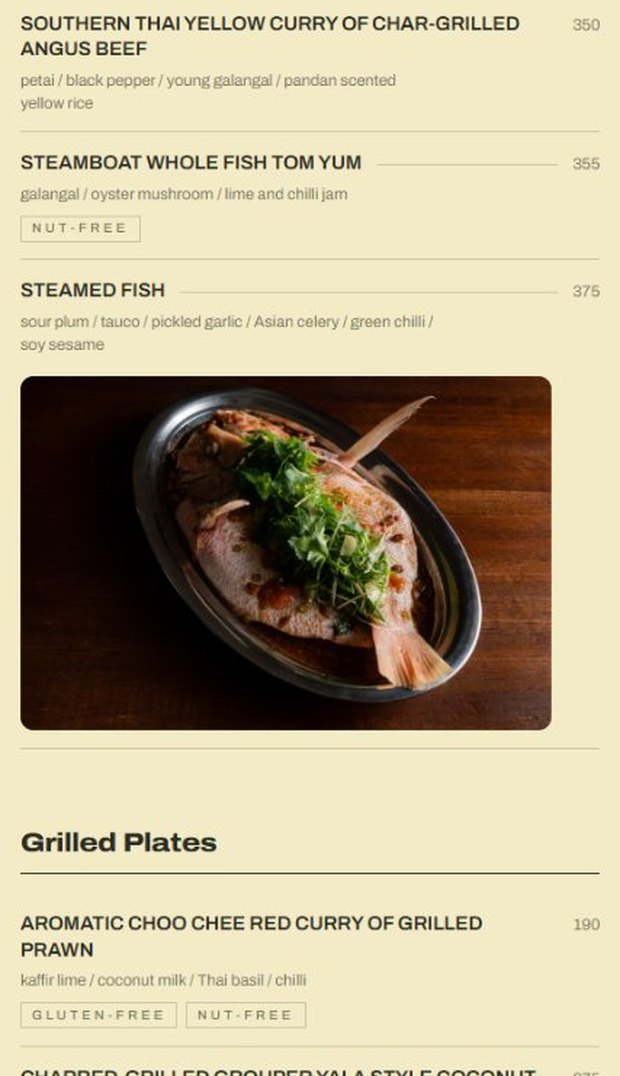 SOUTHERN THAI YELLOW CURRY OF CHAR-GRILLED 350
ANGUS BEEF
petai / black pepper / young galangal / pandan scented
yellow rice
STEAMBOAT WHOLE FISH TOM YUM 355
galangal / oyster mushroom / lime and chilli jam
NUT-FREE
STEAMED FISH 375
sour plum / tauco / pickled garlic / Asian celery / green chilli /
soy sesame
Grilled Plates
AROMATIC CHOO CHEE RED CURRY OF GRILLED 190
PRAWN
kaffir lime / coconut milk / Thai basil / chilli
GLUTEN-FREE NUT-FREE